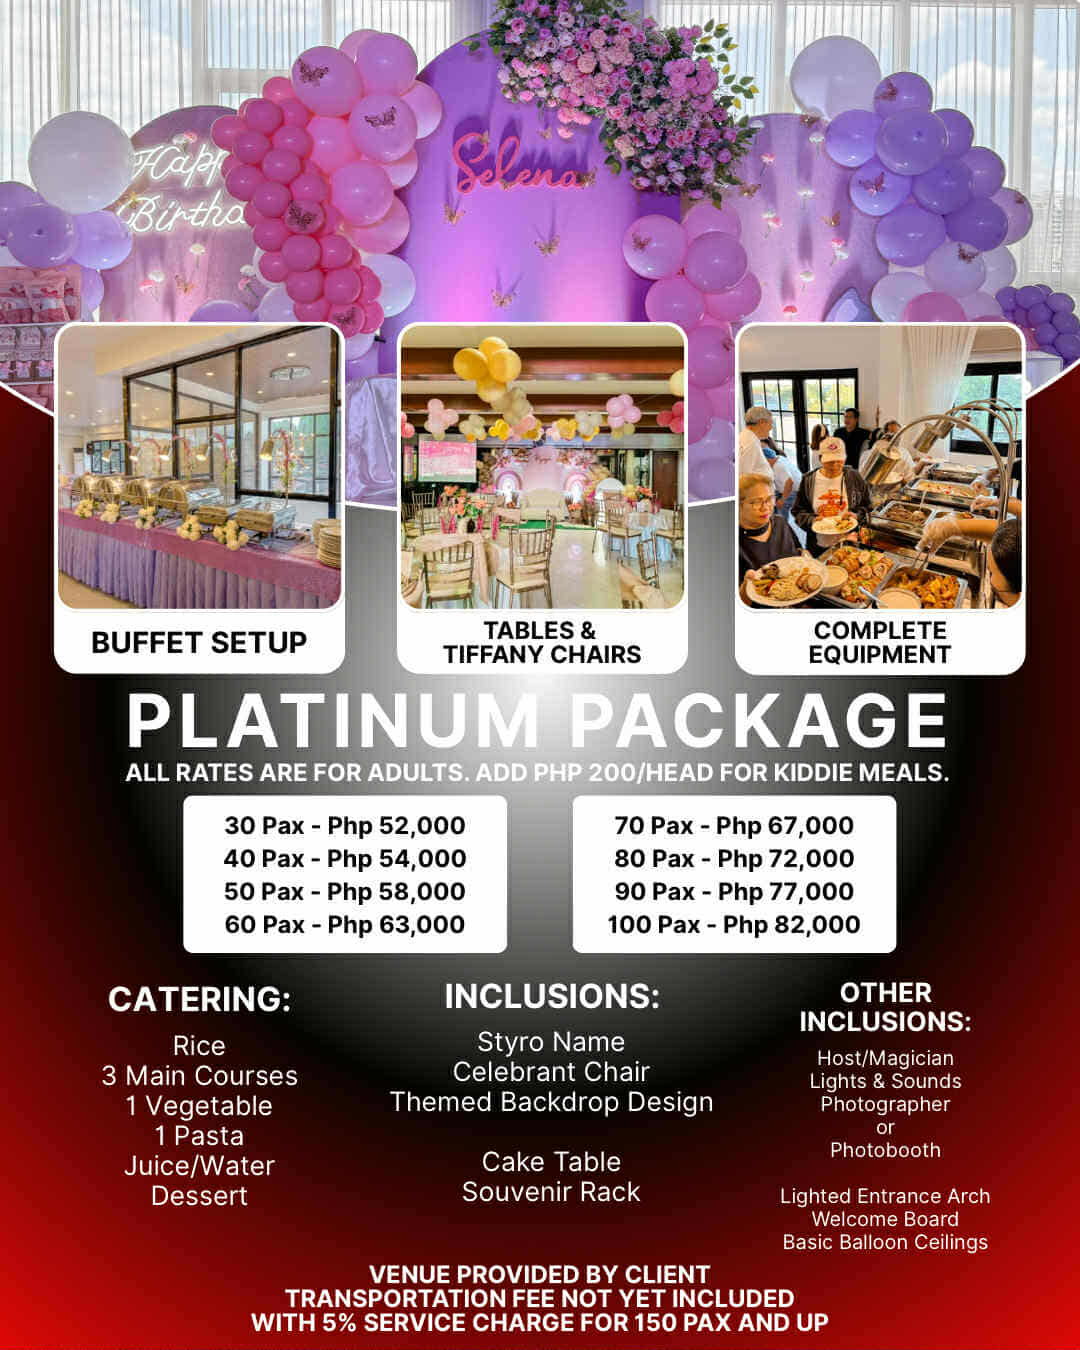 Happy
Birthd
Selena
BUFFET SETUP
TABLES &
TIFFANY CHAIRS
COMPLETE
EQUIPMENT
PLATINUM PACKAGE
ALL RATES ARE FOR ADULTS. ADD PHP 200/HEAD FOR KIDDIE MEALS.
30 Pax - Php 52,000
40 Pax - Php 54,000
50 Pax - Php 58,000
60 Pax - Php 63,000
70 Pax - Php 67,000
80 Pax - Php 72,000
90 Pax - Php 77,000
100 Pax - Php 82,000
CATERING:
Rice
3 Main Courses
1 Vegetable
1 Pasta
Juice/Water
Dessert
INCLUSIONS:
Styro Name
Celebrant Chair
Themed Backdrop Design
Cake Table
Souvenir Rack
OTHER
INCLUSIONS:
Host/Magician
Lights & Sounds
Photographer
or
Photobooth
Lighted Entrance Arch
Welcome Board
Basic Balloon Ceilings
VENUE PROVIDED BY CLIENT
TRANSPORTATION FEE NOT YET INCLUDED
WITH 5% SERVICE CHARGE FOR 150 PAX AND UP